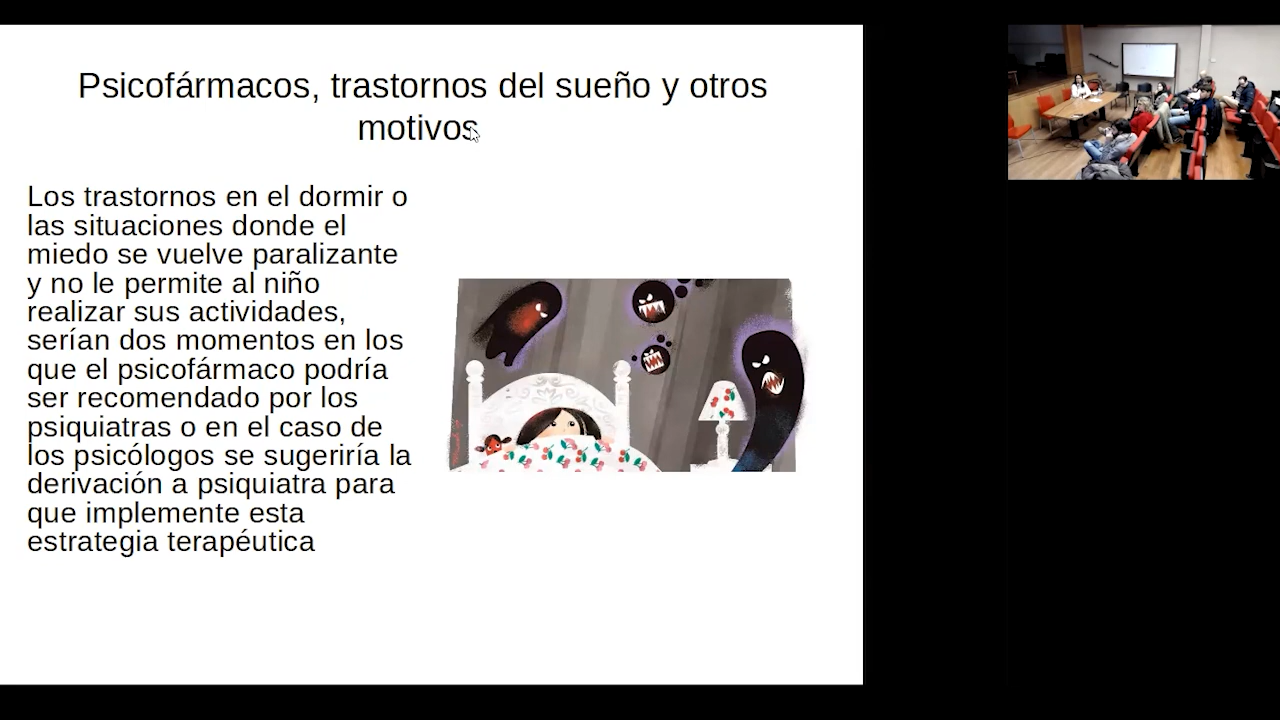 Psicofármacos, trastornos del sueño y otros
motivos
Los trastornos en el dormir o
las situaciones donde el
miedo se vuelve paralizante
y no le permite al niño
realizar sus actividades,
serían dos momentos en los
que el psicofármaco podría
ser recomendado por los
psiquiatras o en el caso de
los psicólogos se sugeriría la
derivación a psiquiatra para
que implemente esta
estrategia terapéutica